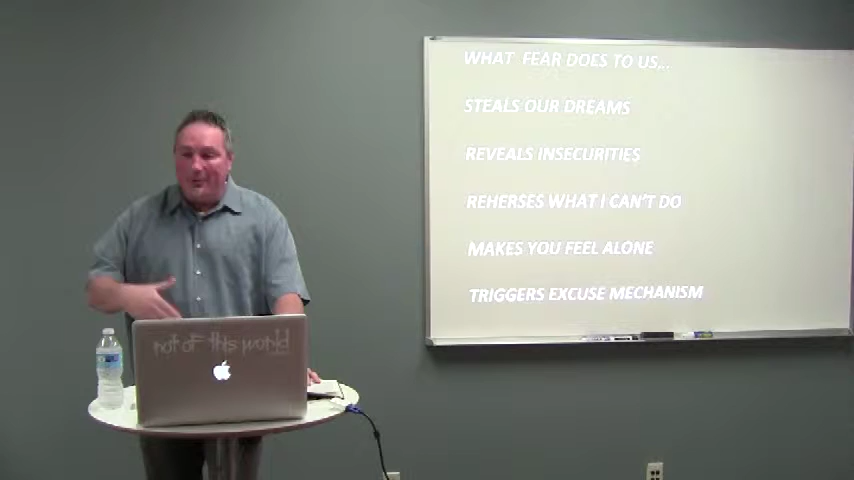 WHAT FEAR DOES TO US...
STEALS OUR DREAMS
REVEALS INSECURITIES
REHERSES WHAT I CAN'T DO
MAKES YOU FEEL ALONE
TRIGGERS EXCUSE MECHANISM
not of this world